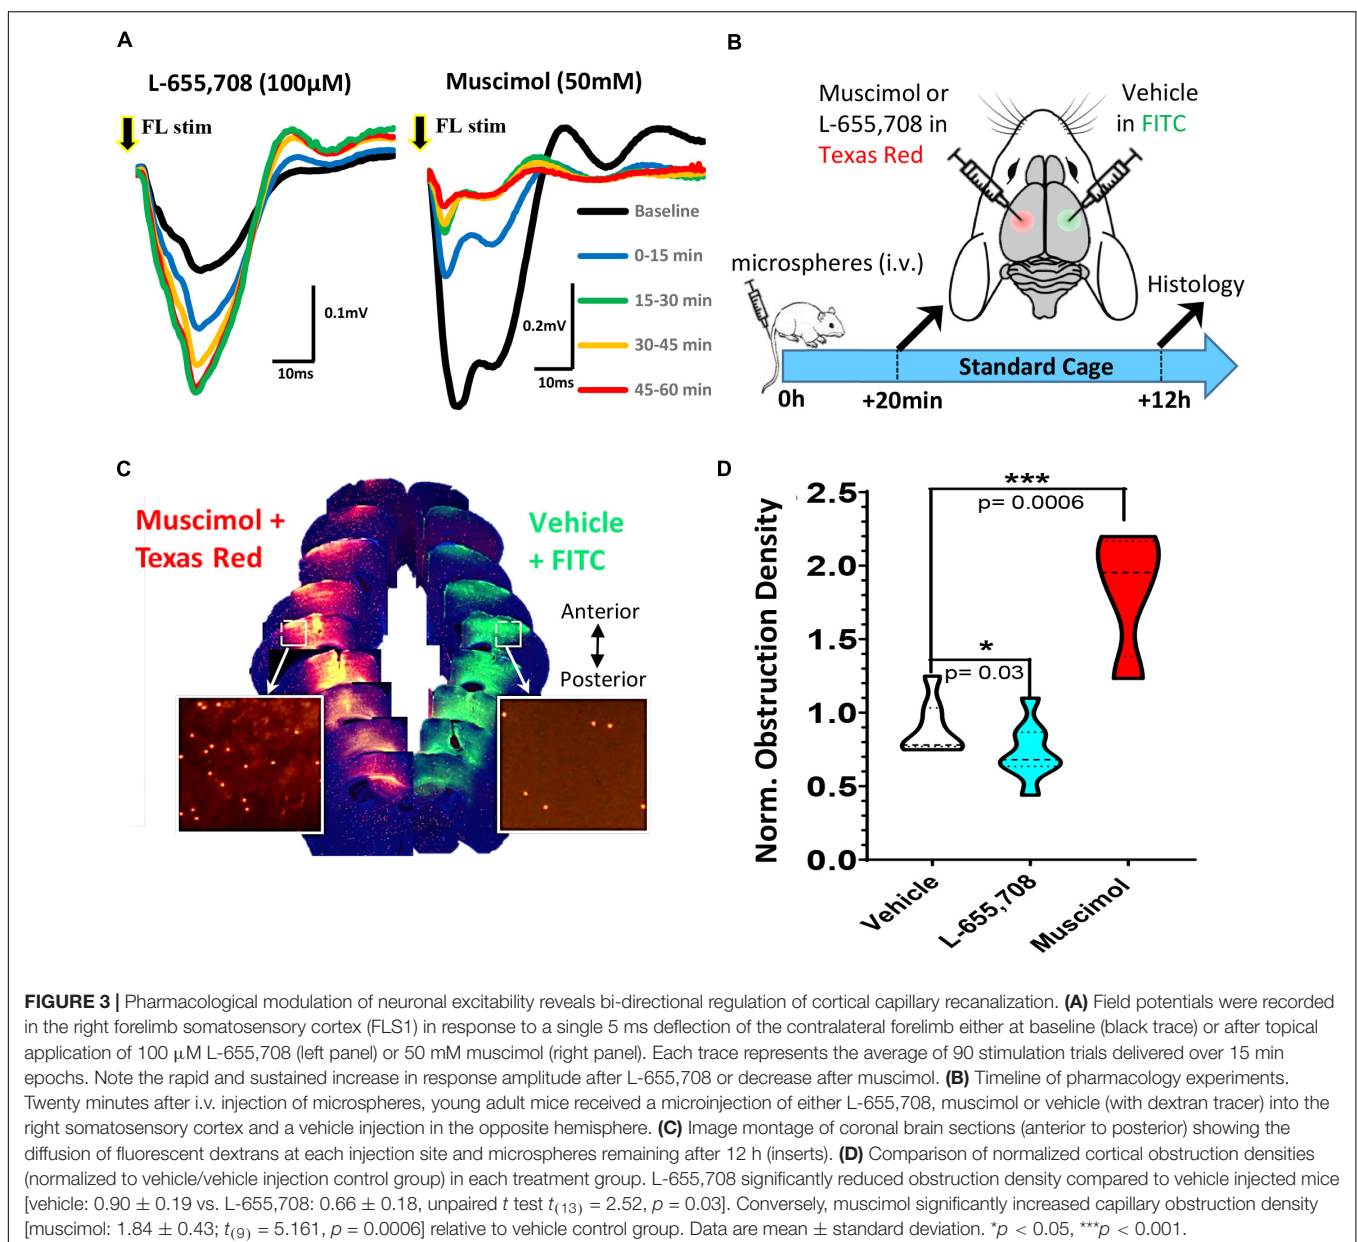 A
L-655,708 (100µM)
FL stim
0.1mV
10ms
Muscimol (50mM)
FL stim
Baseline
0-15 min
15-30 min
30-45 min
45-60 min
0.2mV
10ms
B
Muscimol or
L-655,708 in
Texas Red
Vehicle
in FITC
microspheres (i.v.)
Histology
Standard Cage
0h
+20min
+12h
C
Muscimol +
Texas Red
Vehicle
+ FITC
Anterior
Posterior
D
Norm. Obstruction Density
2.5
2.0
1.5
1.0
0.5
0.0
***
p= 0.0006
*
p= 0.03
Vehicle
L-655,708
Muscimol
FIGURE 3 | Pharmacological modulation of neuronal excitability reveals bi-directional regulation of cortical capillary recanalization. (A) Field potentials were recorded
in the right forelimb somatosensory cortex (FLS1) in response to a single 5 ms deflection of the contralateral forelimb either at baseline (black trace) or after topical
application of 100 µM L-655,708 (left panel) or 50 mM muscimol (right panel). Each trace represents the average of 90 stimulation trials delivered over 15 min
epochs. Note the rapid and sustained increase in response amplitude after L-655,708 or decrease after muscimol. (B) Timeline of pharmacology experiments.
Twenty minutes after i.v. injection of microspheres, young adult mice received a microinjection of either L-655,708, muscimol or vehicle (with dextran tracer) into the
right somatosensory cortex and a vehicle injection in the opposite hemisphere. (C) Image montage of coronal brain sections (anterior to posterior) showing the
diffusion of fluorescent dextrans at each injection site and microspheres remaining after 12 h (inserts). (D) Comparison of normalized cortical obstruction densities
(normalized to vehicle/vehicle injection control group) in each treatment group. L-655,708 significantly reduced obstruction density compared to vehicle injected mice
[vehicle: 0.90 ± 0.19 vs. L-655,708: 0.66 ± 0.18, unpaired t test t(13) = 2.52, p = 0.03]. Conversely, muscimol significantly increased capillary obstruction density
[muscimol: 1.84 ± 0.43; t(9) = 5.161, p = 0.0006] relative to vehicle control group. Data are mean ± standard deviation. *p < 0.05, ***p < 0.001.